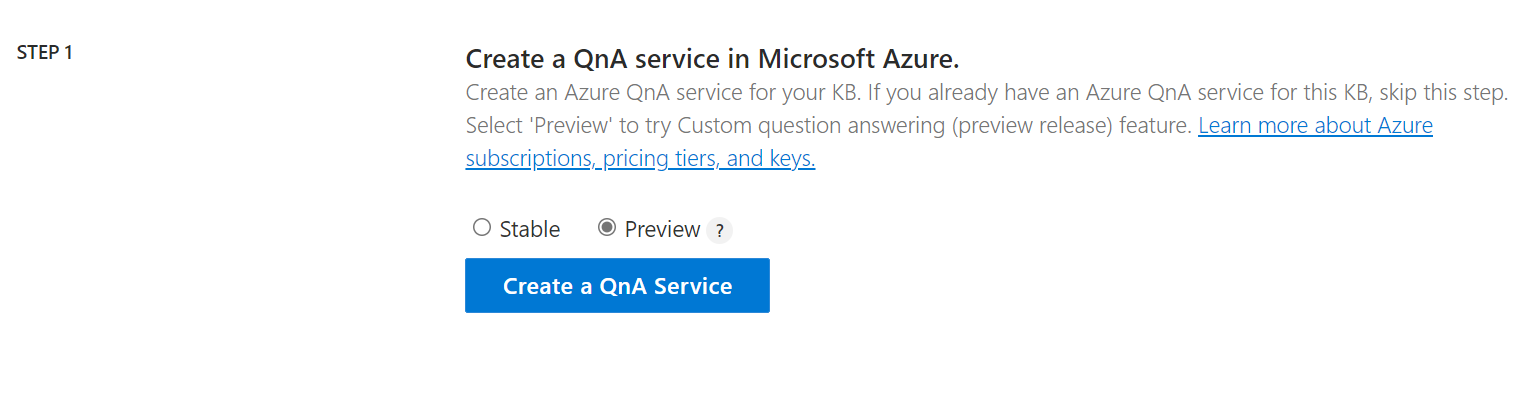 STEP 1
Create a QnA service in Microsoft Azure.
Create an Azure QnA service for your KB. If you already have an Azure QnA service for this KB, skip this step.
Select 'Preview' to try Custom question answering (preview release) feature. Learn more about Azure
subscriptions, pricing tiers, and keys.
Stable Preview ?
Create a QnA Service